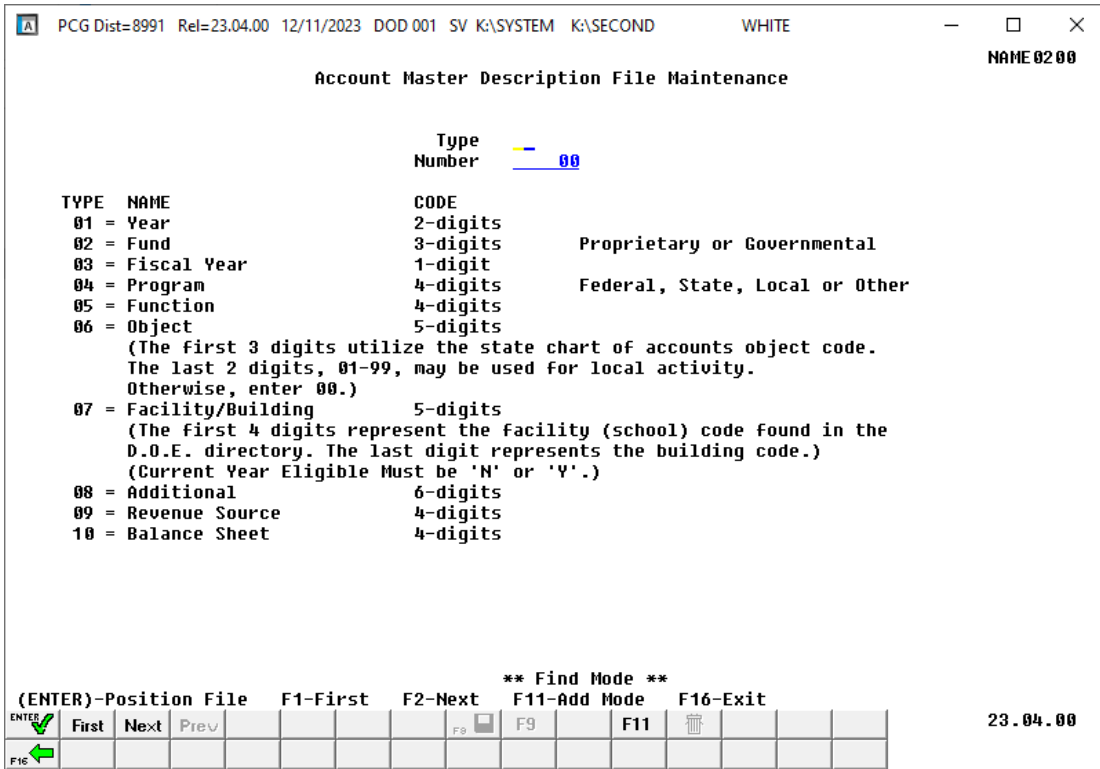 A PCG Dist=8991 Rel=23.04.00 12/11/2023 DOD 001 SV K:\SYSTEM K:\SECOND WHITE
NAME0200
Account Master Description File Maintenance
Type
Number 00
TYPE NAME CODE
01 = Year 2-digits
02 = Fund 3-digits Proprietary or Governmental
03 = Fiscal Year 1-digit
04 = Program 4-digits Federal, State, Local or Other
05 = Function 4-digits
06 = Object 5-digits
(The first 3 digits utilize the state chart of accounts object code.
The last 2 digits, 01-99, may be used for local activity.
Otherwise, enter 00.)
07 = Facility/Building 5-digits
(The first 4 digits represent the facility (school) code found in the
D.O.E. directory. The last digit represents the building code.)
(Current Year Eligible Must be 'N' or 'Y'.)
08 = Additional 6-digits
09 = Revenue Source 4-digits
10 = Balance Sheet 4-digits
** Find Mode **
(ENTER)-Position File F1-First F2-Next F11-Add Mode F16-Exit
ENTER First Next Prev F9 F9 F11 23.04.00
F16